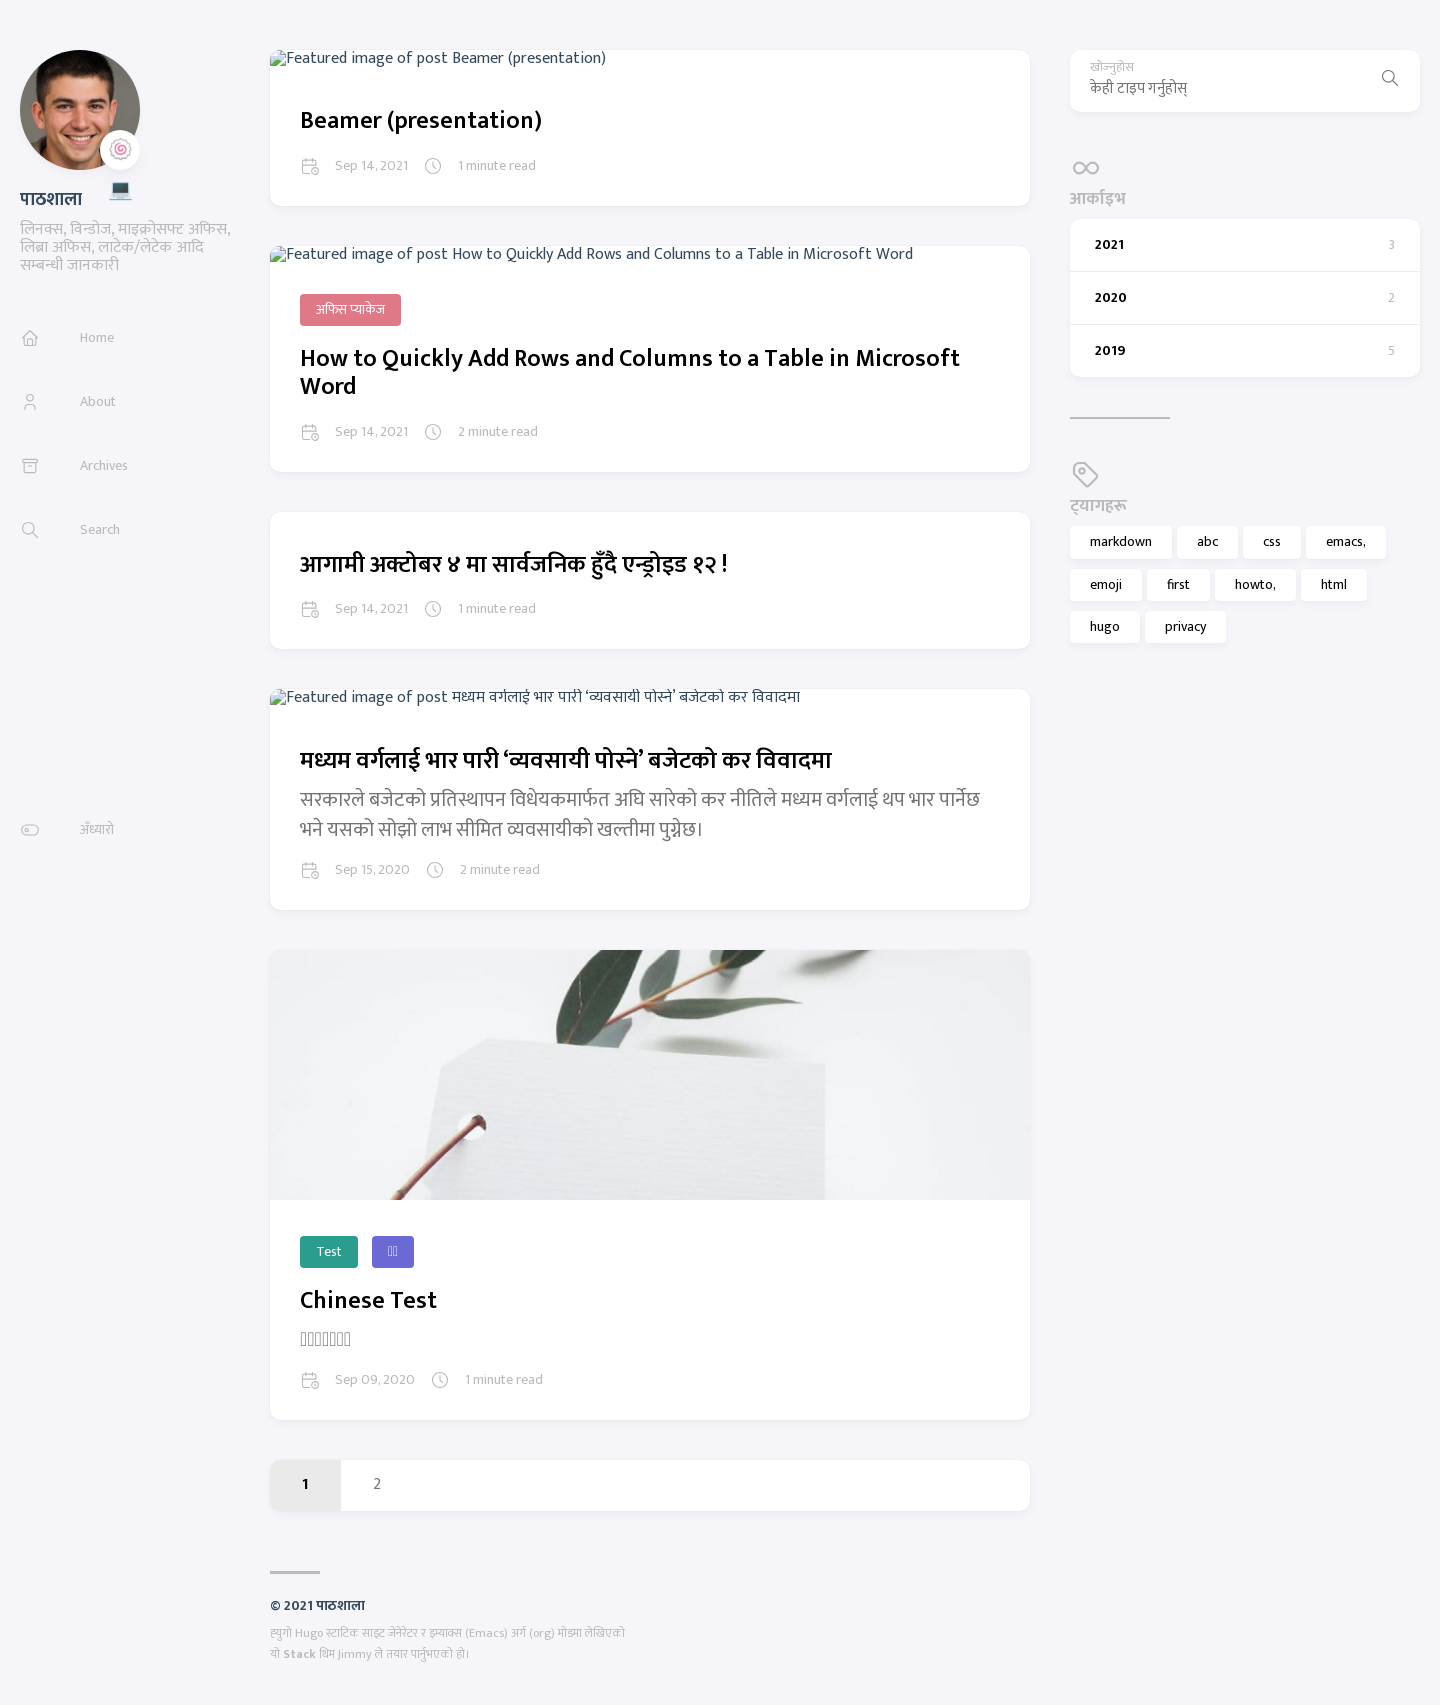 पाठशाला
लिनक्स, विन्डोज, माइक्रोसफ्ट अफिस,
लिब्रा अफिस, लाटेक/लेटेक आदि
सम्बन्धी जानकारी
Home
About
Archives
Search
अँध्यारो
Featured image of post Beamer (presentation)
Beamer (presentation)
Sep 14, 2021 1 minute read
Featured image of post How to Quickly Add Rows and Columns to a Table in Microsoft Word
अफिस प्याकेज
How to Quickly Add Rows and Columns to a Table in Microsoft
Word
Sep 14, 2021 2 minute read
आगामी अक्टोबर ४ मा सार्वजनिक हुँदै एन्ड्रोइड १२ !
Sep 14, 2021 1 minute read
Featured image of post मध्यम वर्गलाई भार पारी ‘व्यवसायी पोस्ने’ बजेटको कर विवादमा
मध्यम वर्गलाई भार पारी ‘व्यवसायी पोस्ने’ बजेटको कर विवादमा
सरकारले बजेटको प्रतिस्थापन विधेयकमार्फत अघि सारेको कर नीतिले मध्यम वर्गलाई थप भार पार्नेछ
भने यसको सोझो लाभ सीमित व्यवसायीको खल्तीमा पुग्नेछ।
Sep 15, 2020 2 minute read
Test
Chinese Test
Sep 09, 2020 1 minute read
1 2
© 2021 पाठशाला
ह्युगो Hugo स्टाटिक साइट जेनेरेटर र इम्याक्स (Emacs) अर्ग (org) मोडमा लेखिएको
यो Stack थिम Jimmy ले तयार पार्नुभएको हो।
खोज्नुहोस
केही टाइप गर्नुहोस्
आर्काइभ
2021 3
2020 2
2019 5
ट्यागहरू
markdown abc css emacs,
emoji first howto, html
hugo privacy